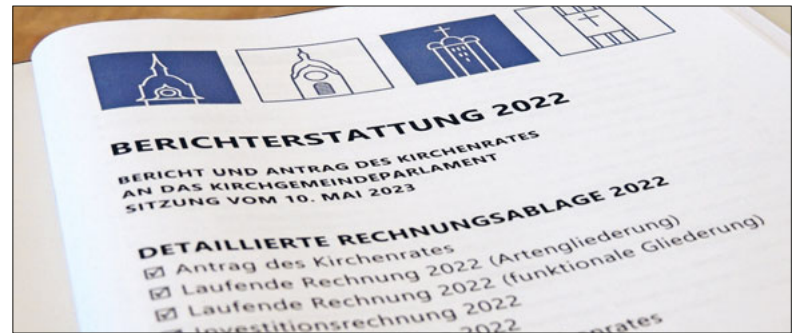 BERICHTERSTATTUNG 2022
BERICHT UND ANTRAG DES KIRCHENRATES
AN DAS KIRCHGEMEINDEPARLAMENT
SITZUNG VOM 10. MAI 2023
DETAILLIERTE RECHNUNGSABLAGE 2022
☑ Antrag des Kirchenrates
☑ Laufende Rechnung 2022 (Artengliederung)
☑ Laufende Rechnung 2022 (funktionale Gliederung)
☑ Investitionsrechnung 2022
2022